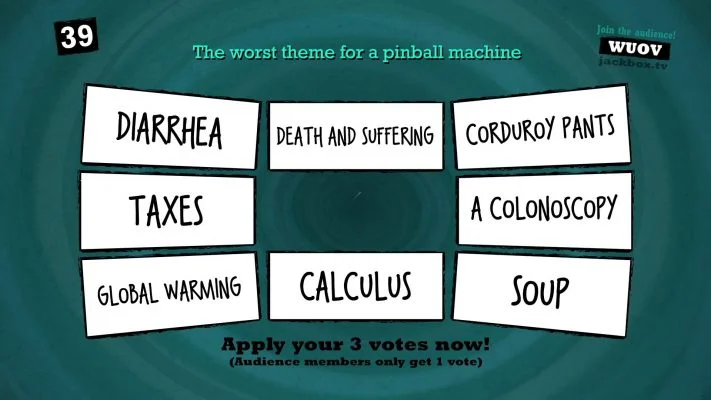 39
The worst theme for a pinball machine
Join the audience!
WUOV
jackbox.tv
DIARRHEA
DEATH AND SUFFERING
CORDUROY PANTS
TAXES
A COLONOSCOPY
GLOBAL WARMING
CALCULUS
SOUP
Apply your 3 votes now!
(Audience members only get 1 vote)